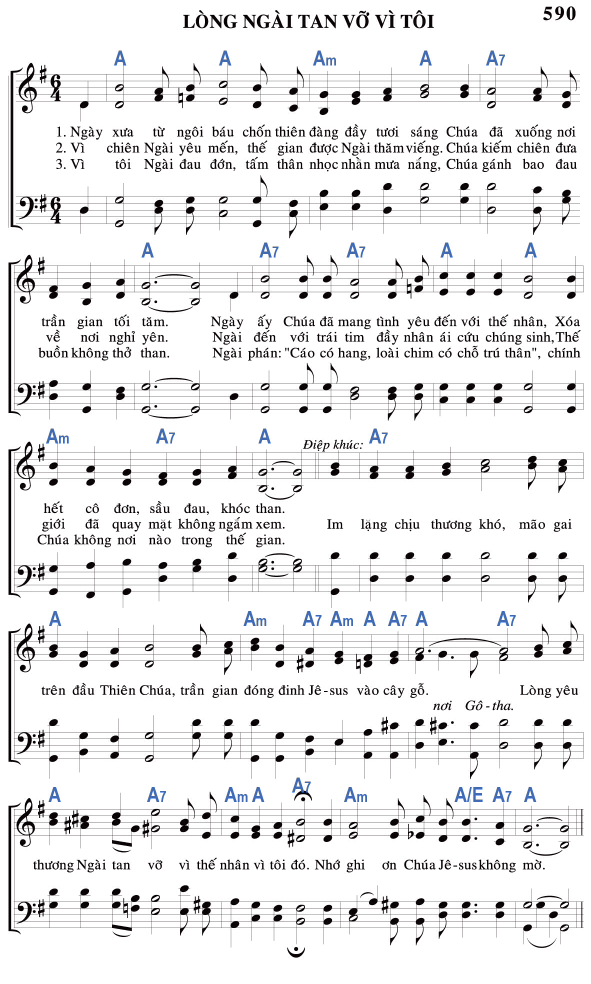 590
LÒNG NGÀI TAN VỠ VÌ TÔI
A A Am A A7
6 4
1. Ngày xưa từ ngôi báu chốn thiên đàng đầy tươi sáng Chúa đã xuống nơi
2. Vì chiên Ngài yêu mến, thế gian được Ngài thăm viếng. Chúa kiếm chiên đưa
3. Vì tôi Ngài đau đớn, tấm thân nhọc nhằn mưa nắng, Chúa gánh bao đau
6 4
A A7 A7 A A
trần gian tối tăm. Ngày ấy Chúa đã mang tình yêu đến với thế nhân, Xóa
về nơi nghỉ yên. Ngài đến với trái tim đầy nhân ái cứu chúng sinh, Thế
buồn không thở than. Ngài phán: "Cáo có hang, loài chim có chỗ trú thân", chính
Am A7 A Điệp khúc: A7
hết cô đơn, sầu đau, khóc than.
giới đã quay mặt không ngắm xem. Im lặng chịu thương khó, mão gai
Chúa không nơi nào trong thế gian.
A Am A7 Am A A7 A A7
trên đầu Thiên Chúa, trần gian đóng đinh Jê-sus vào cây gỗ. Lòng yêu
nơi Gô-tha.
A A7 Am A A7 Am A/E A7 A
thương Ngài tan vỡ vì thế nhân vì tôi đó. Nhớ ghi ơn Chúa Jê-sus không mờ.